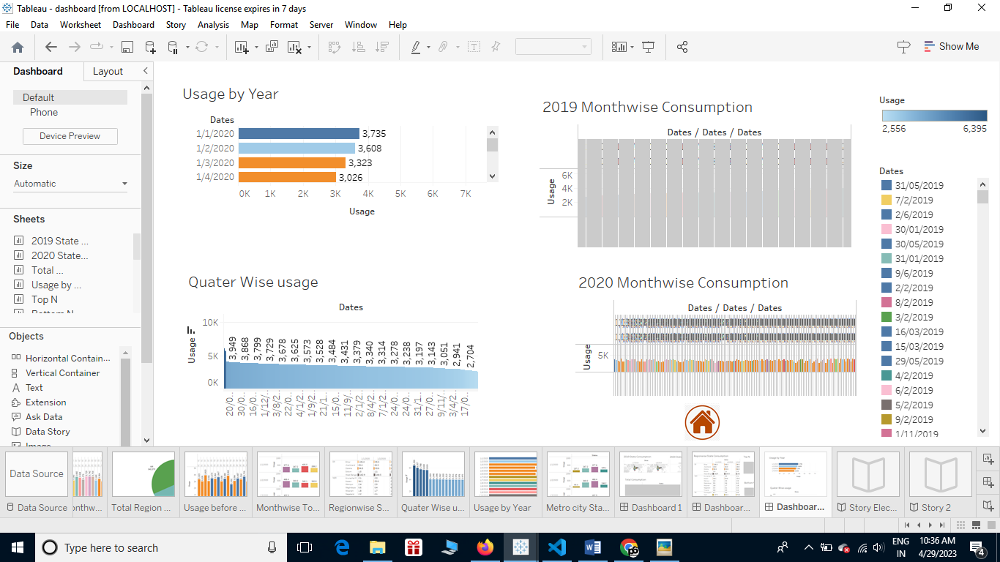 Tableau - dashboard [from LOCALHOST] - Tableau license expires in 7 days
File Data Worksheet Dashboard Story Analysis Map Format Server Window Help
Show Me
Dashboard Layout
Default
Phone
Device Preview
Size
Automatic
Sheets
2019 State ...
2020 State...
Total ...
Usage by ...
Top N
Objects
Horizontal Contain...
Vertical Container
Text
Extension
Ask Data
Data Story
Image
Usage by Year
Dates
1/1/2020 3,735
1/2/2020 3,608
1/3/2020 3,323
1/4/2020 3,026
0K 1K 2K 3K 4K 5K 6K 7K
Usage
2019 Monthwise Consumption
Dates / Dates / Dates
Usage
6K
4K
2K
Quater Wise usage
Dates
Usage
10K
5K
0K
3,949 3,868 3,799 3,729 3,678 3,625 3,573 3,528 3,484 3,431 3,379 3,340 3,314 3,278 3,238 3,197 3,143 3,051 2,941 2,704
20/0.. 30/0.. 16/0.. 1/12/.. 3/8/2.. 22/0.. 4/1/2.. 1/9/2.. 21/1.. 15/0.. 11/9/.. 2/1/2.. 8/4/2.. 7/1/2.. 24/0.. 24/0.. 31/1.. 27/0.. 9/11/.. 3/4/2.. 17/0..
2020 Monthwise Consumption
Dates / Dates / Dates
Usage
5K
Usage
2,556 6,395
Dates
31/05/2019
7/2/2019
2/6/2019
30/01/2019
30/05/2019
31/01/2019
9/6/2019
2/2/2019
8/2/2019
3/2/2019
16/03/2019
15/03/2019
29/05/2019
4/2/2019
6/2/2019
5/2/2019
9/2/2019
1/11/2019
Data Source
Data Source onthw... Total Region ... Usage before ... Monthwise To... Regionwise S... Quater Wise u... Usage by Year Metro city Sta... Dashboard 1 Dashboar... Dashboar... Story Elec... Story 2
Type here to search
ENG
IN
10:36 AM
4/29/2023
4